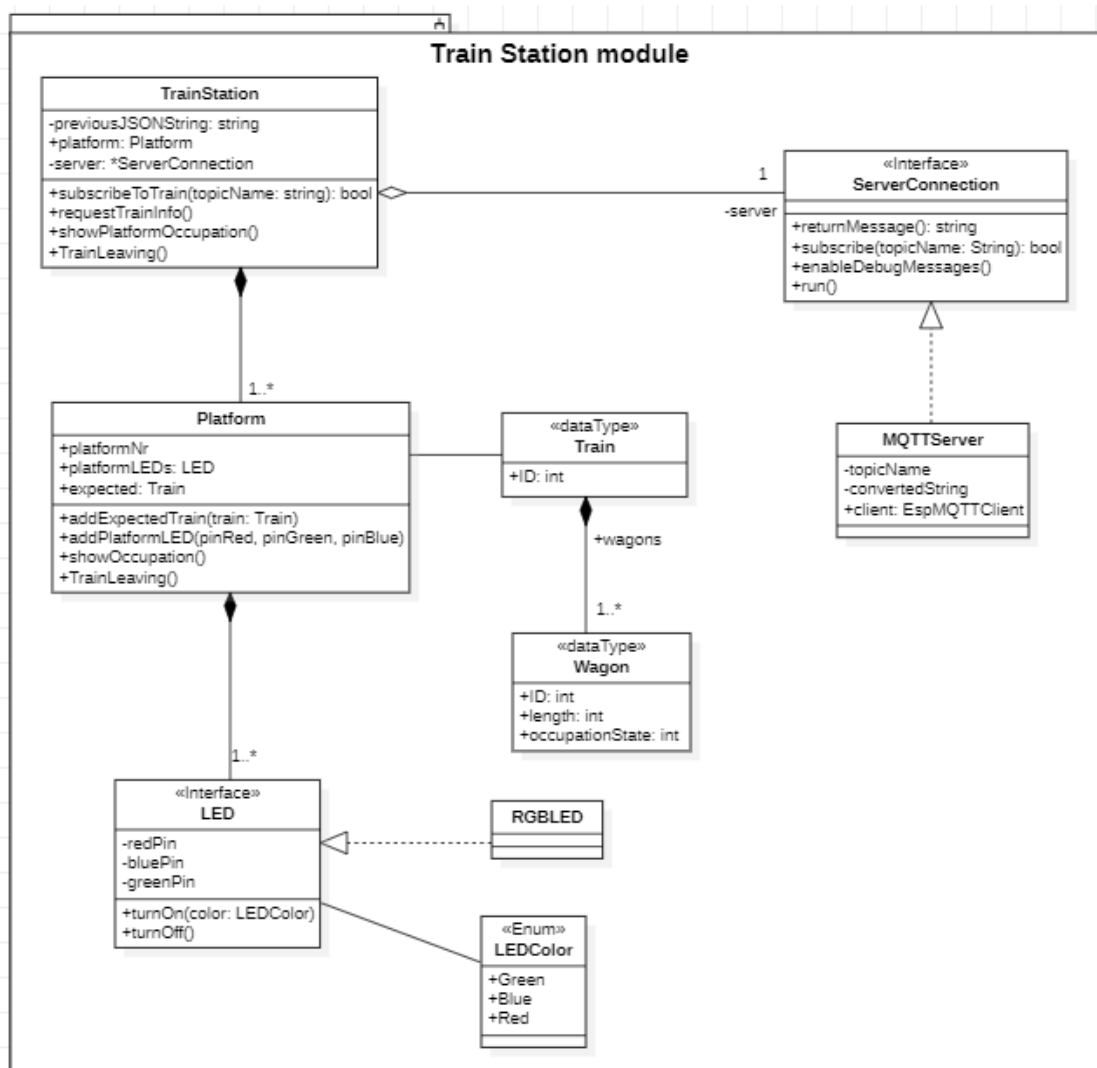 Train Station module
TrainStation
-previousJSONString: string
+platform: Platform
-server: *ServerConnection
+subscribeToTrain(topicName: string): bool
+requestTrainInfo()
+showPlatformOccupation()
+TrainLeaving()
1
-server
«Interface»
ServerConnection
+returnMessage(): string
+subscribe(topicName: String): bool
+enableDebugMessages()
+run()
1..*
Platform
+platformNr
+platformLEDs: LED
+expected: Train
+addExpectedTrain(train: Train)
+addPlatformLED(pinRed, pinGreen, pinBlue)
+showOccupation()
+TrainLeaving()
«dataType»
Train
+ID: int
+wagons
1..*
MQTTServer
-topicName
-convertedString
+client: EspMQTTClient
«dataType»
Wagon
+ID: int
+length: int
+occupationState: int
1..*
«Interface»
LED
-redPin
-bluePin
-greenPin
+turnOn(color: LEDColor)
+turnOff()
RGBLED
«Enum»
LEDColor
+Green
+Blue
+Red